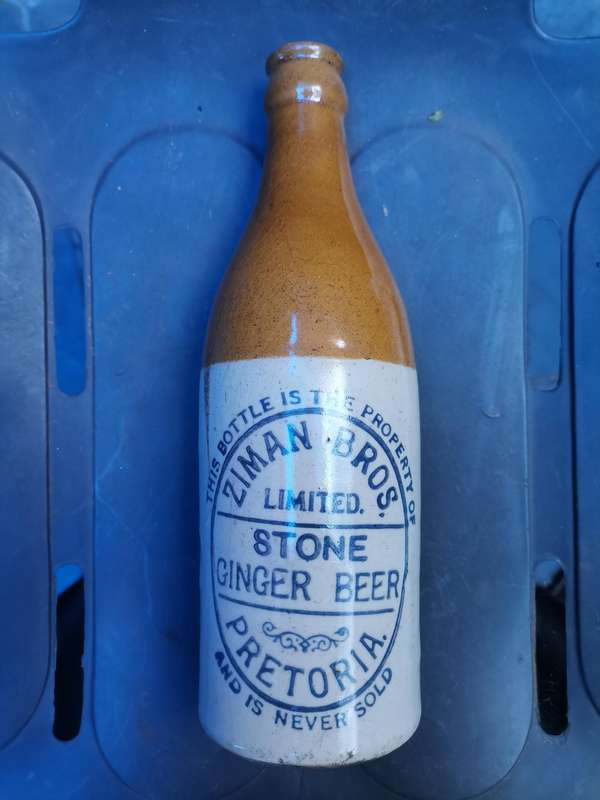 THIS BOTTLE IS THE PROPERTY OF
ZIMAN BROS.
LIMITED.
STONE
GINGER BEER
PRETORIA.
AND IS NEVER SOLD